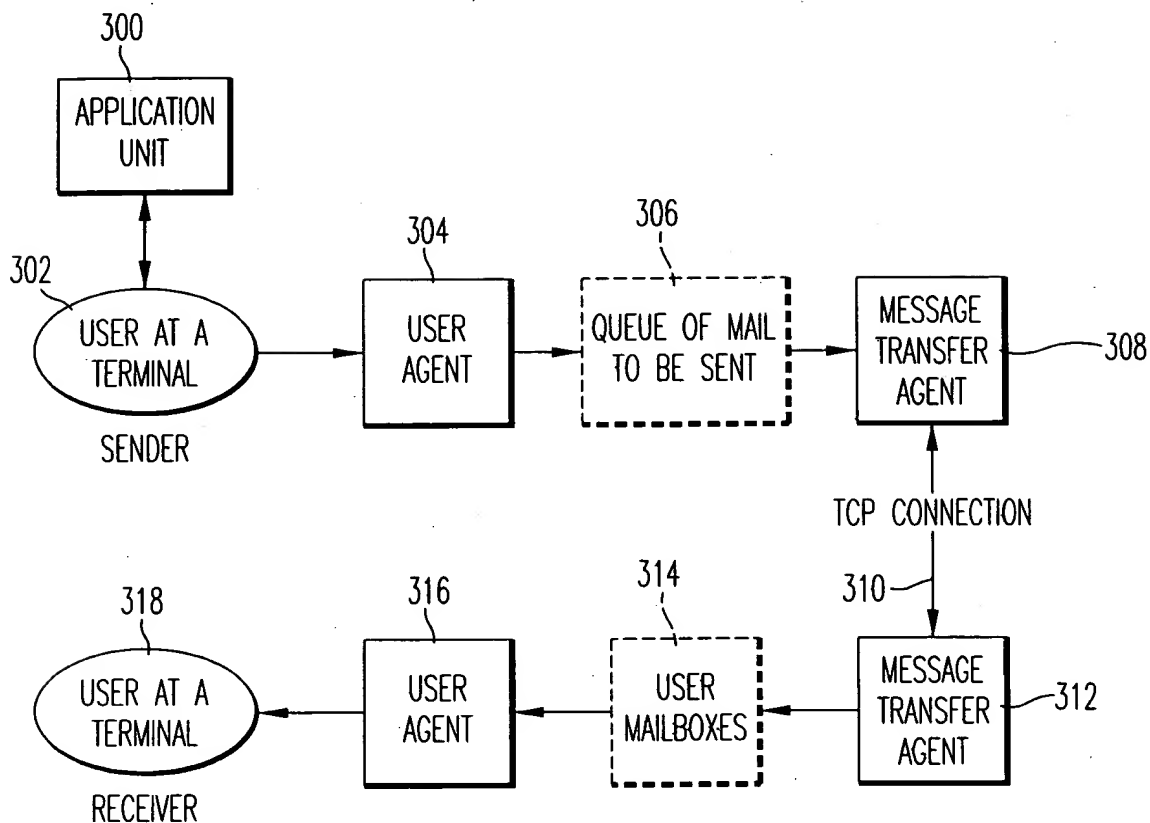 300
APPLICATION
UNIT
302
USER AT A
TERMINAL
SENDER
304
USER
AGENT
306
QUEUE OF MAIL
TO BE SENT
MESSAGE
TRANSFER
AGENT
308
TCP CONNECTION
310
318
USER AT A
TERMINAL
RECEIVER
316
USER
AGENT
314
USER
MAILBOXES
MESSAGE
TRANSFER
AGENT
312